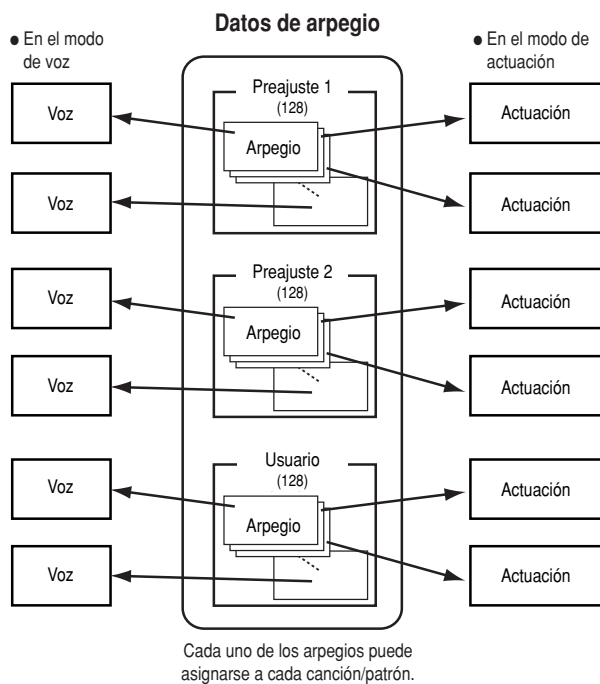 Datos de arpegio
● En el modo
de voz
● En el modo de
actuación
Preajuste 1
(128)
Voz
Arpegio
Actuación
Voz
Actuación
Preajuste 2
(128)
Voz
Arpegio
Actuación
Voz
Actuación
Usuario
(128)
Voz
Arpegio
Actuación
Voz
Actuación
Cada uno de los arpegios puede
asignarse a cada canción/patrón.